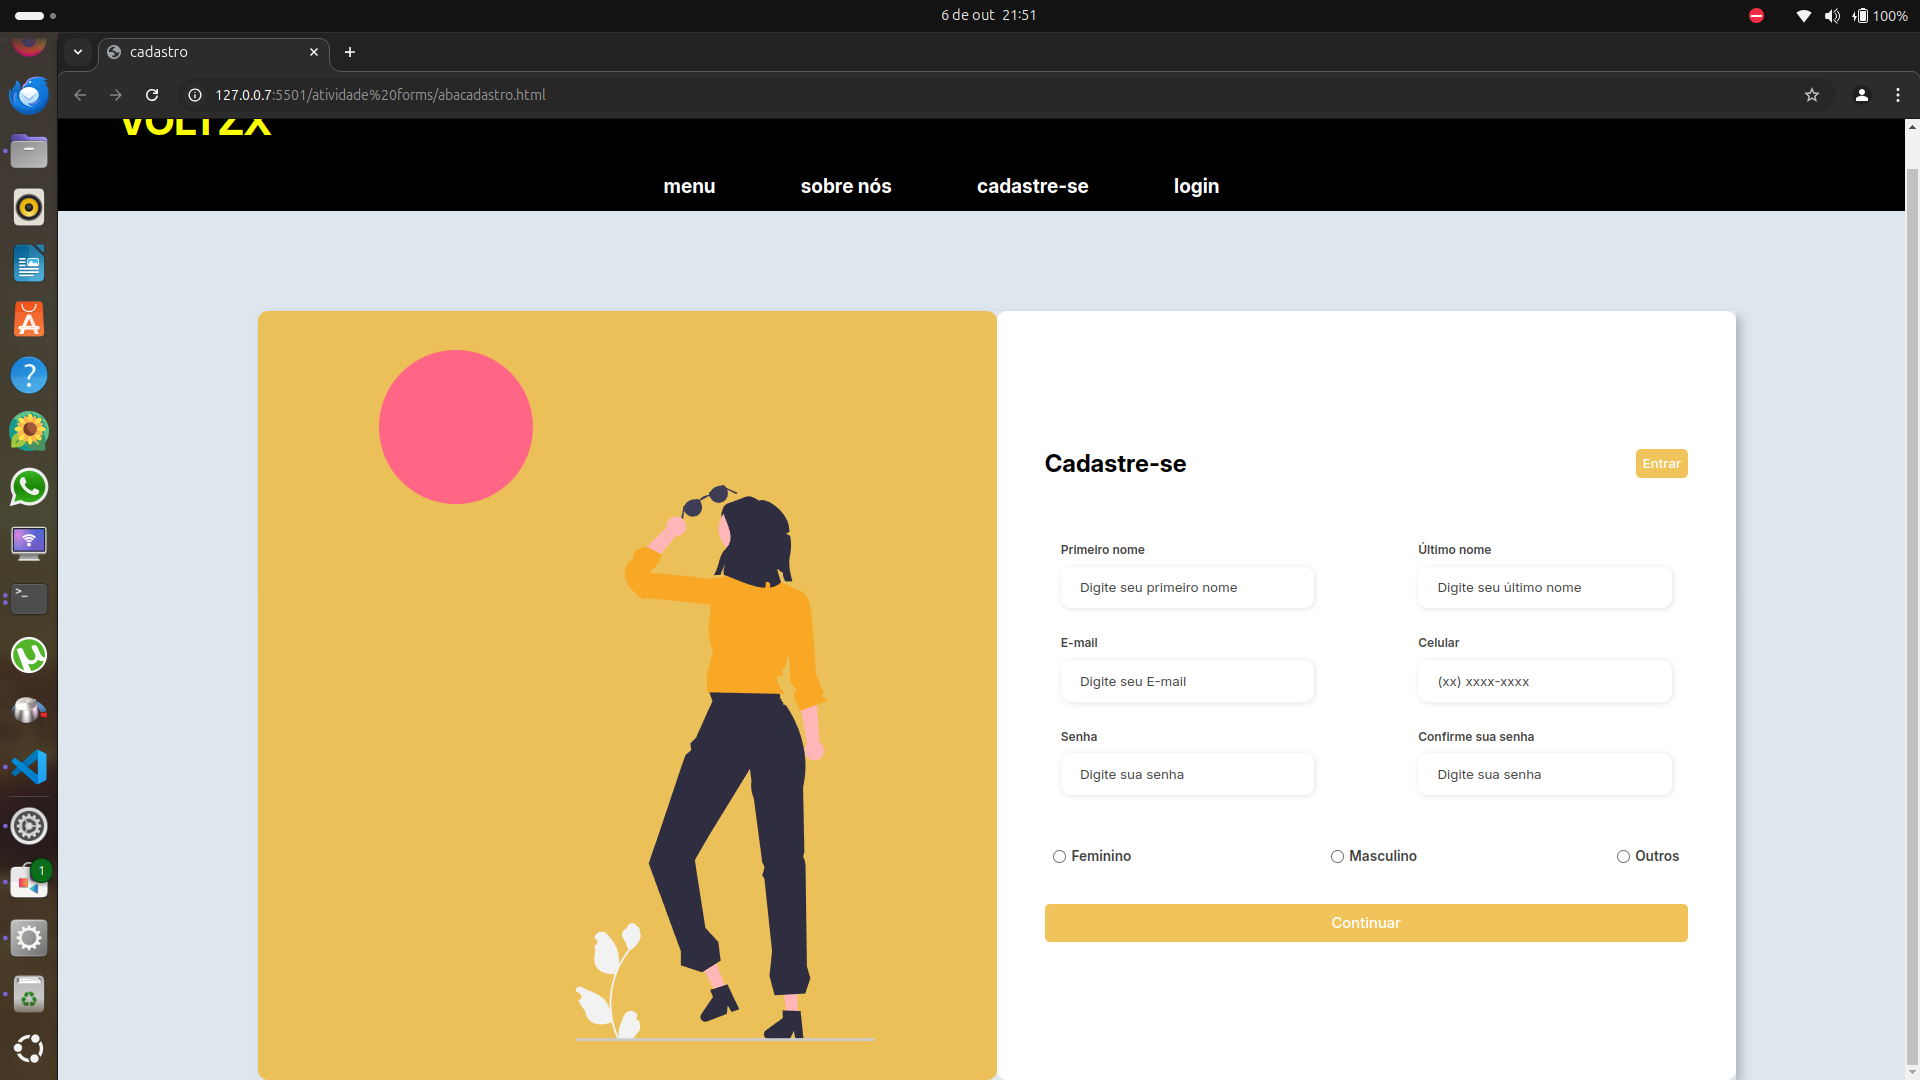 6 de out 21:51
100%
cadastro
127.0.0.7:5501/atividade%20forms/abacadastro.html
VOLTZX
menu sobre nós cadastre-se login
Cadastre-se
Entrar
Primeiro nome
Último nome
Digite seu primeiro nome
Digite seu último nome
E-mail
Celular
Digite seu E-mail
(xx) xxxx-xxxx
Senha
Confirme sua senha
Digite sua senha
Digite sua senha
Feminino
Masculino
Outros
1
Continuar